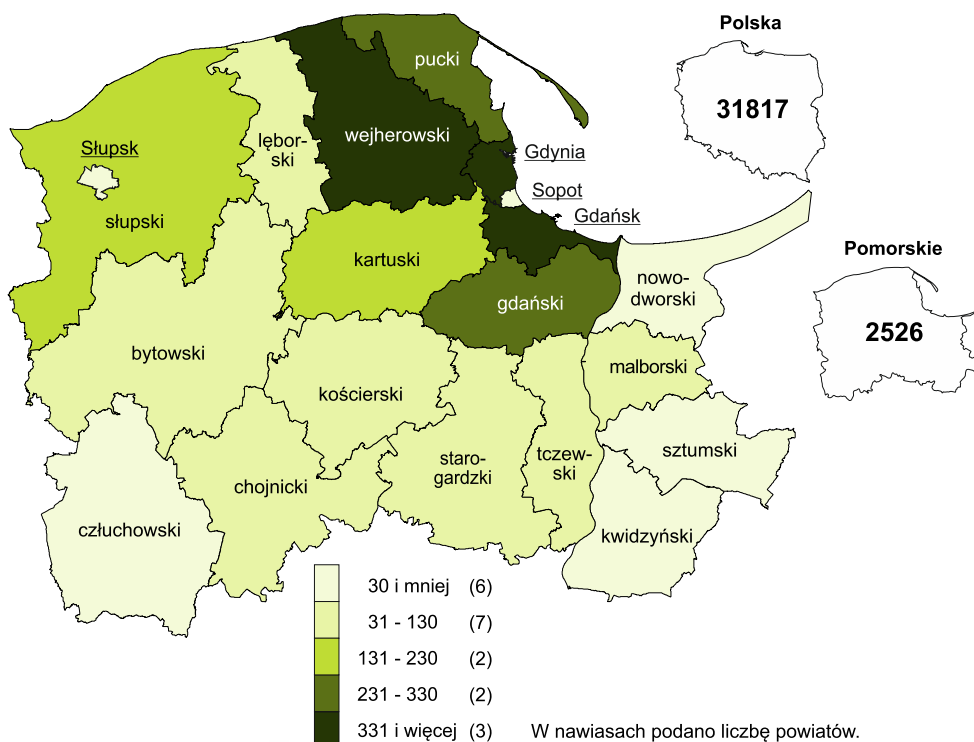 Polska
31817
pucki
wejherowski
lębor-
ski
Słupsk
Gdynia
Sopot
Gdańsk
słupski
kartuski
Pomorskie
2526
nowo-
dworski
gdański
bytowski
malborski
kościerski
sztumski
staro-
gardzki
tczew-
ski
chojnicki
człuchowski
kwidzyński
30 i mniej (6)
31 - 130 (7)
131 - 230 (2)
231 - 330 (2)
331 i więcej (3)
W nawiasach podano liczbę powiatów.